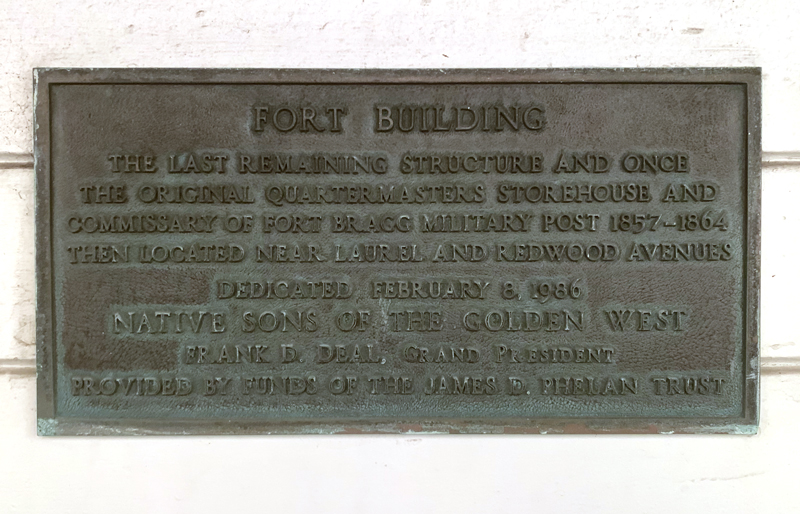 FORT BUILDING
THE LAST REMAINING STRUCTURE AND ONCE
THE ORIGINAL QUARTERMASTERS STOREHOUSE AND
COMMISSARY OF FORT BRAGG MILITARY POST 1857-1864
THEN LOCATED NEAR LAUREL AND REDWOOD AVENUES
DEDICATED FEBRUARY 8, 1986
NATIVE SONS OF THE GOLDEN WEST
FRANK D. DEAL, GRAND PRESIDENT
PROVIDED BY FUNDS OF THE JAMES D. PHELAN TRUST